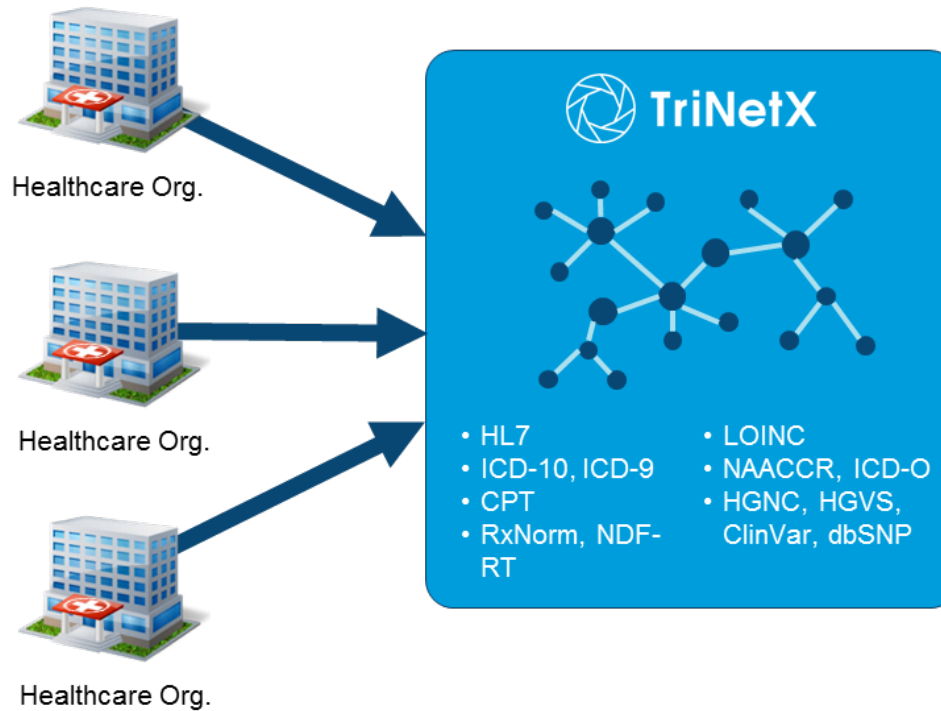 Healthcare Org.
Healthcare Org.
Healthcare Org.
TriNetX
• HL7
• ICD-10, ICD-9
• CPT
• RxNorm, NDF-
RT
• LOINC
• NAACCR, ICD-O
• HGNC, HGVS,
ClinVar, dbSNP